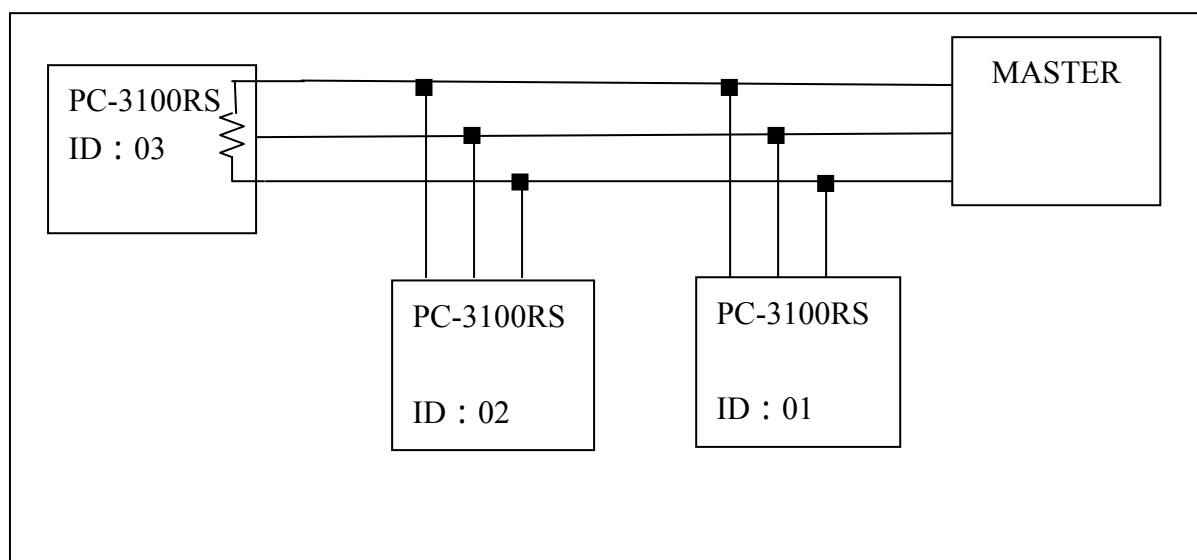 PC-3100RS
ID：03
MASTER
PC-3100RS
ID：02
PC-3100RS
ID：01